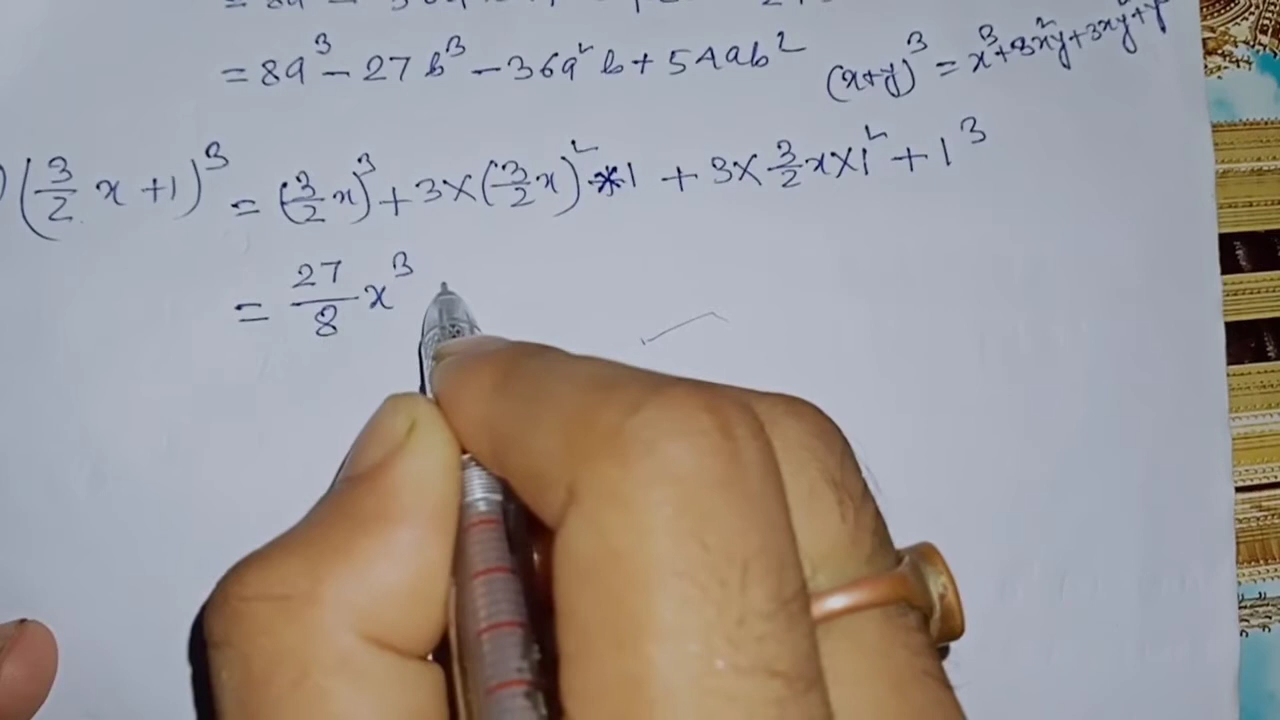 = 8a³ - 27b³ - 36a²b + 54ab²
(x+y)³ = x³+3x²y+3xy²+y³
(3/2 x + 1)³ = (3/2 x)³ + 3 × (3/2 x)² * 1 + 3 × 3/2 x × 1² + 1³
= 27/8 x³